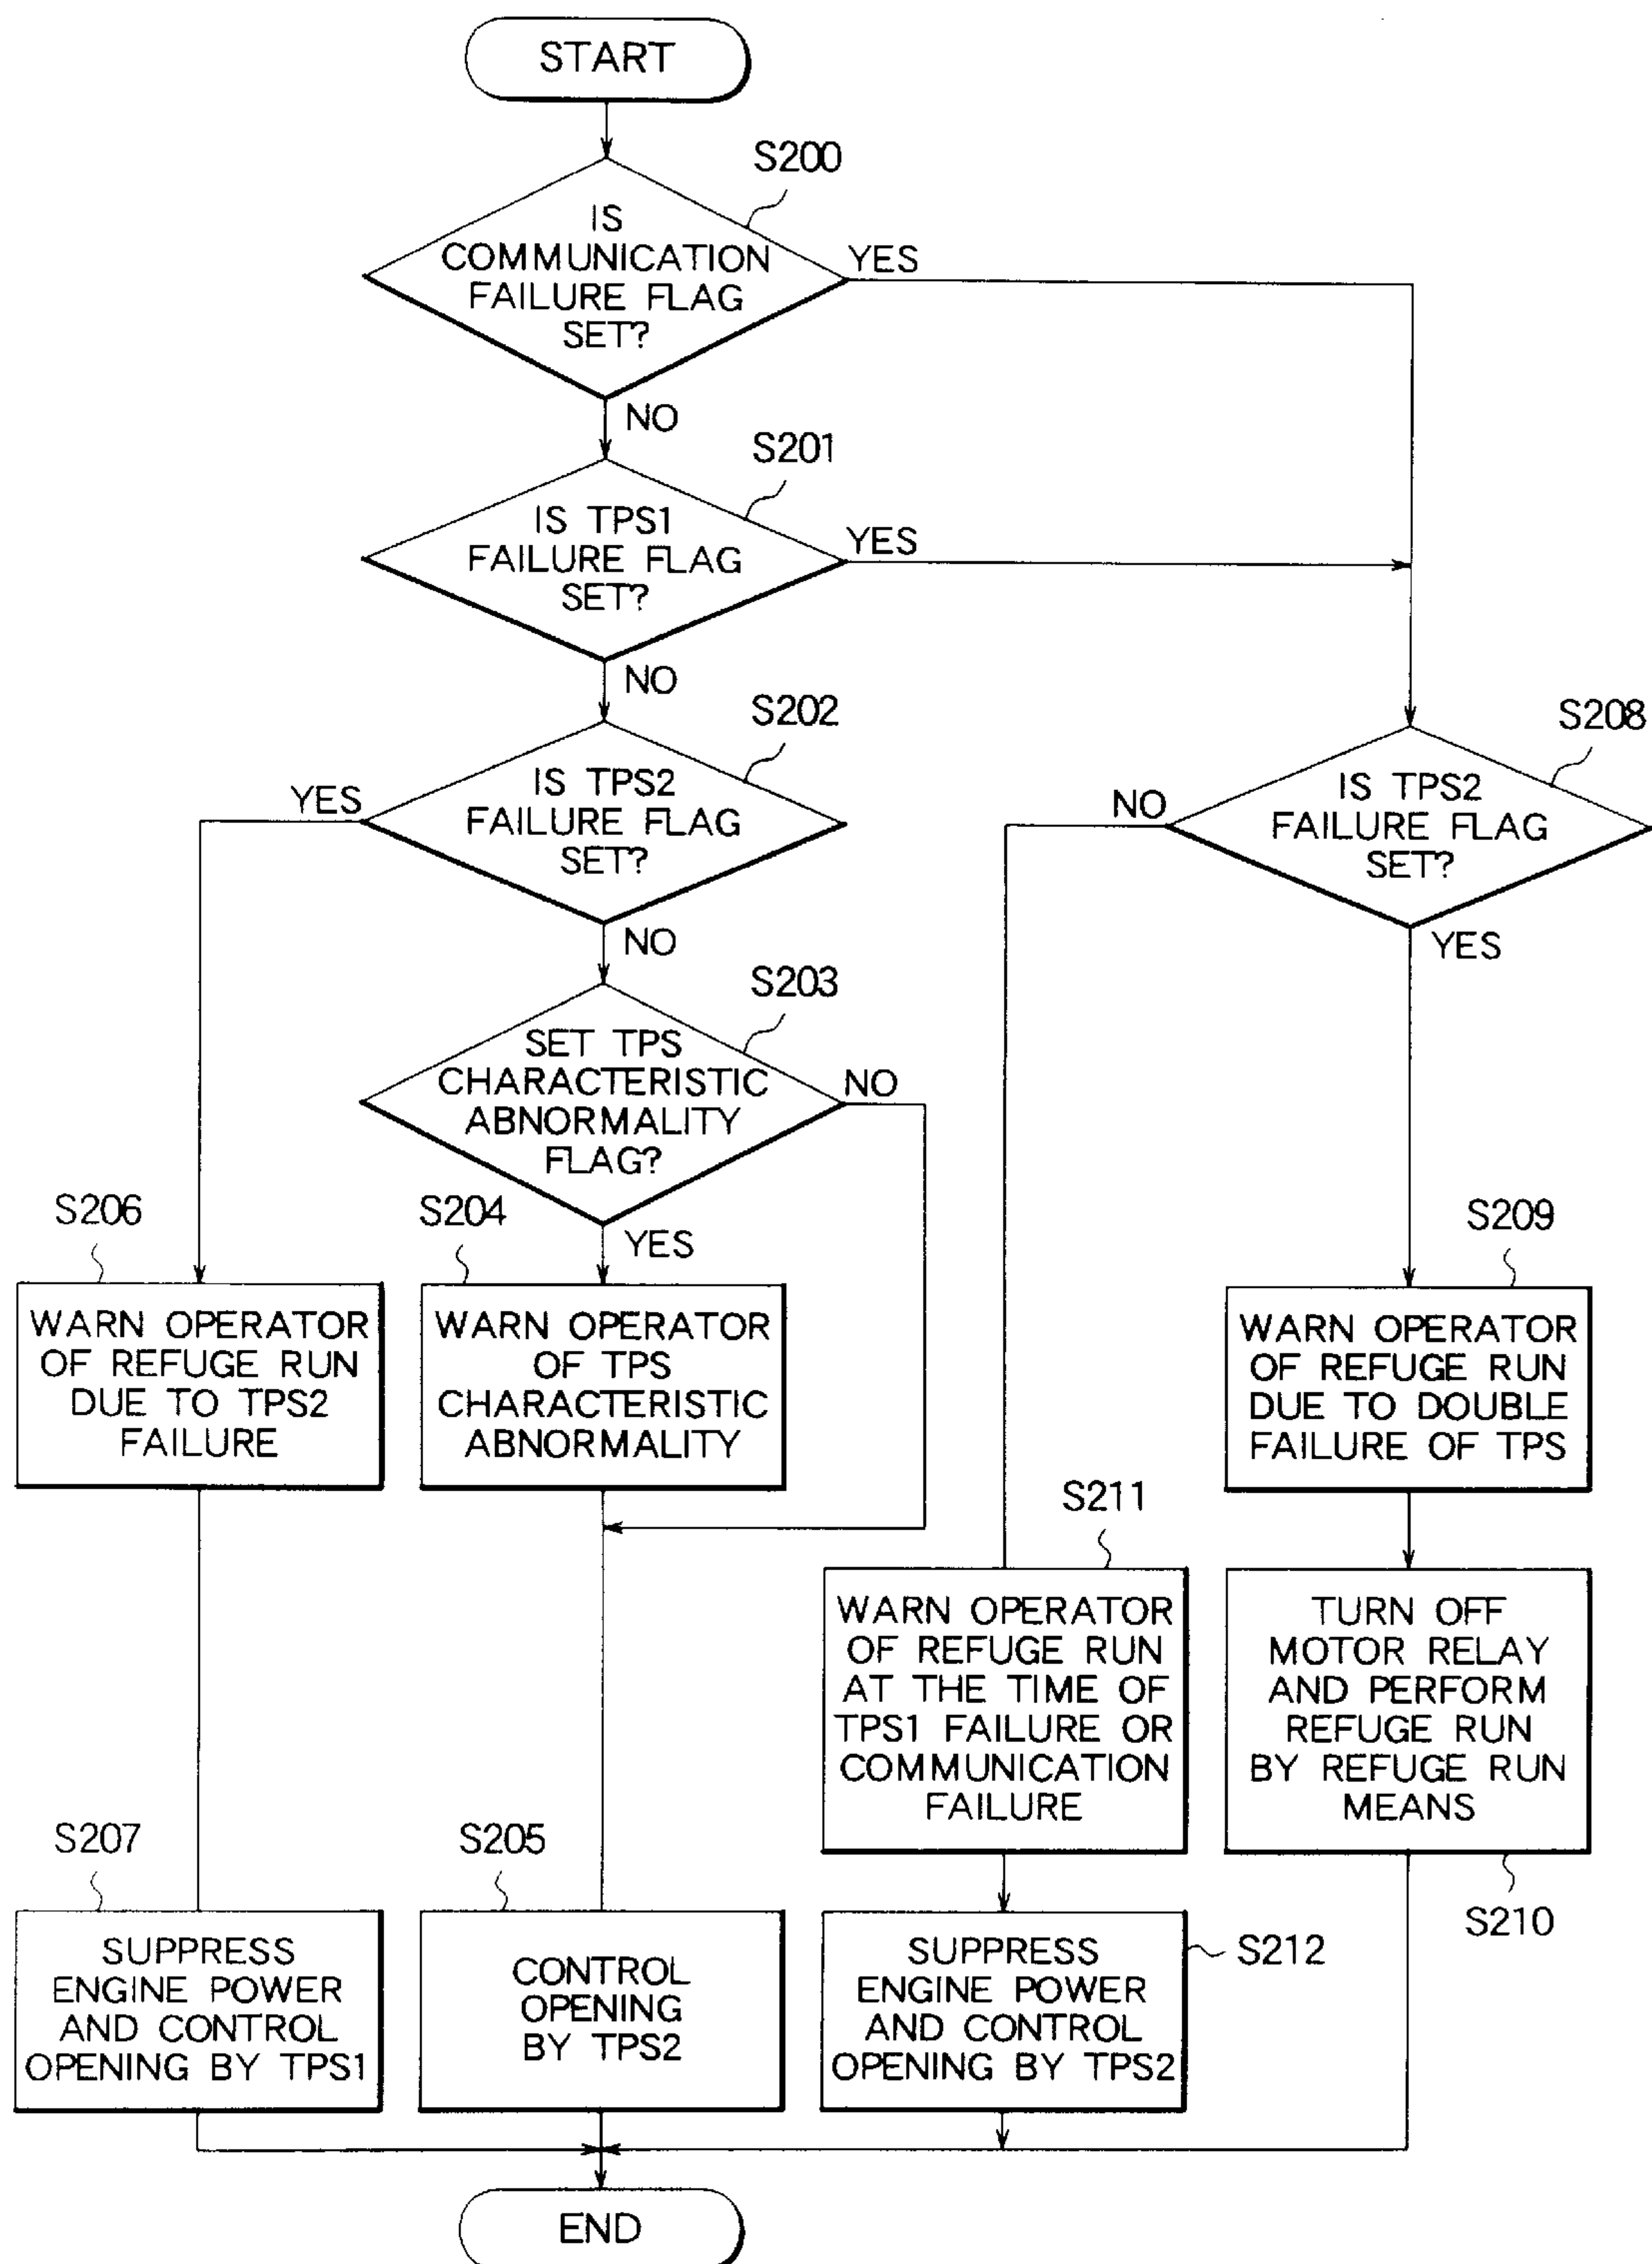 START
S200
IS
COMMUNICATION
FAILURE FLAG
SET?
YES
NO
S201
IS TPS1
FAILURE FLAG
SET?
YES
NO
S202
IS TPS2
FAILURE FLAG
SET?
YES
NO
S208
IS TPS2
FAILURE FLAG
SET?
NO
YES
S203
SET TPS
CHARACTERISTIC
ABNORMALITY
FLAG?
NO
YES
S206
WARN OPERATOR
OF REFUGE RUN
DUE TO TPS2
FAILURE
S204
WARN OPERATOR
OF TPS
CHARACTERISTIC
ABNORMALITY
S209
WARN OPERATOR
OF REFUGE RUN
DUE TO DOUBLE
FAILURE OF TPS
S211
WARN OPERATOR
OF REFUGE RUN
AT THE TIME OF
TPS1 FAILURE OR
COMMUNICATION
FAILURE
TURN OFF
MOTOR RELAY
AND PERFORM
REFUGE RUN
BY REFUGE RUN
MEANS
S210
S207
SUPPRESS
ENGINE POWER
AND CONTROL
OPENING BY TPS1
S205
CONTROL
OPENING
BY TPS2
S212
SUPPRESS
ENGINE POWER
AND CONTROL
OPENING BY TPS2
END